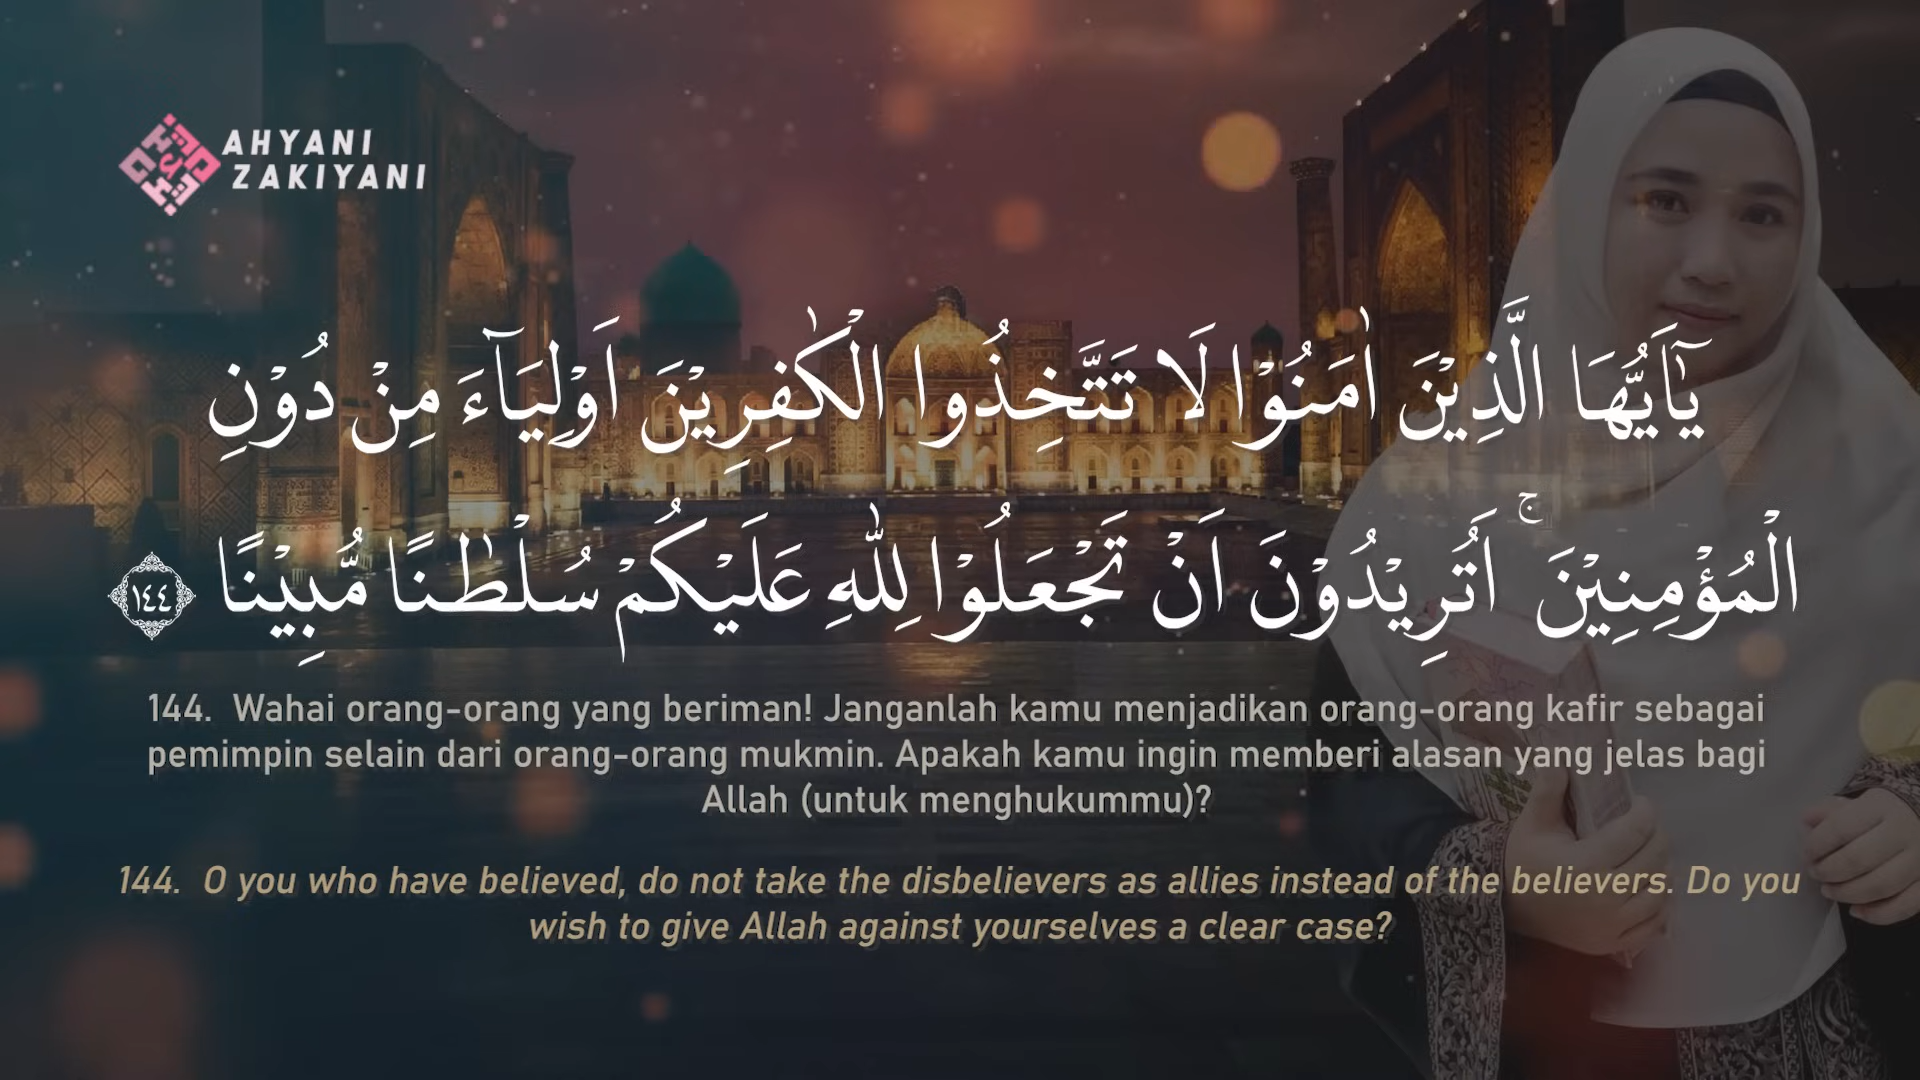 AHYANI
ZAKIYANI
يٰٓاَيُّهَا الَّذِيْنَ اٰمَنُوْا لَا تَتَّخِذُوا الْكٰفِرِيْنَ اَوْلِيَاۤءَ مِنْ دُوْنِ
الْمُؤْمِنِيْنَ ۚ اَتُرِيْدُوْنَ اَنْ تَجْعَلُوْا لِلّٰهِ عَلَيْكُمْ سُلْطٰنًا مُّبِيْنًا ١٤٤
144. Wahai orang-orang yang beriman! Janganlah kamu menjadikan orang-orang kafir sebagai
pemimpin selain dari orang-orang mukmin. Apakah kamu ingin memberi alasan yang jelas bagi
Allah (untuk menghukummu)?
144. O you who have believed, do not take the disbelievers as allies instead of the believers. Do you
wish to give Allah against yourselves a clear case?